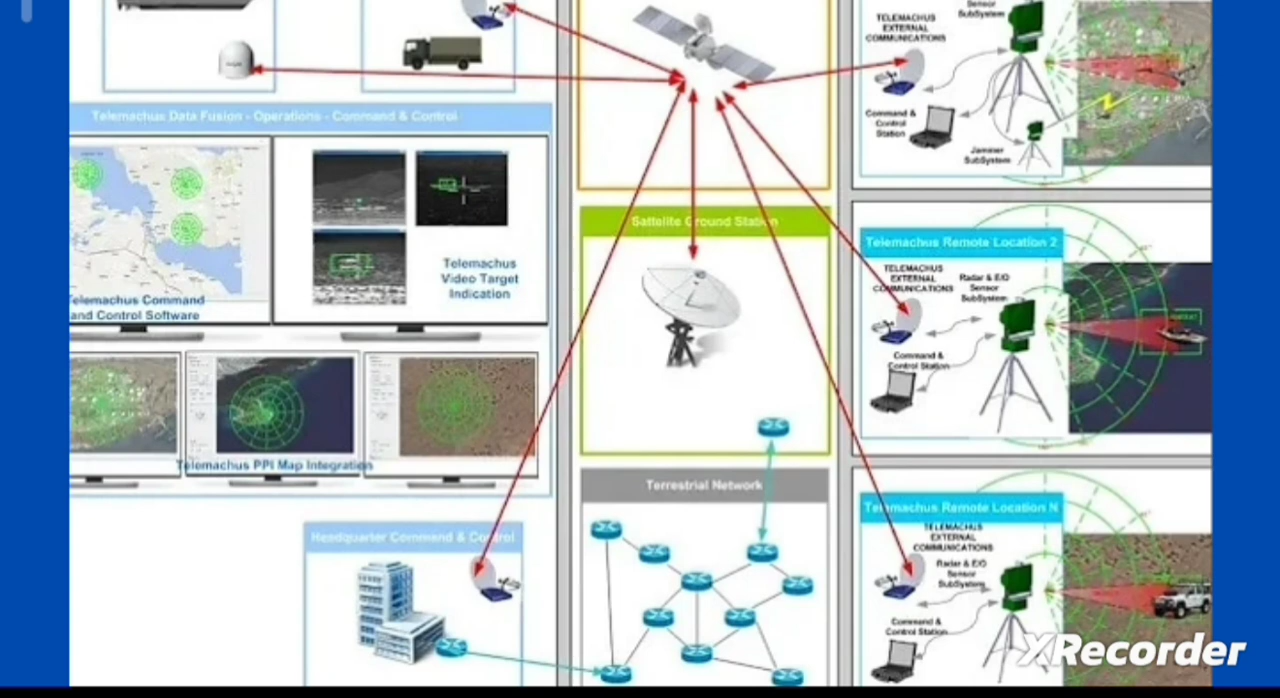 Telemachus Data Fusion - Operations - Command & Control
Telemachus Command
and Control Software
Telemachus
Video Target
Indication
Telemachus PPI Map Integration
Headquarter Command & Control
Sattelite Ground Station
Terrestrial Network
Sensor
SubSystem
TELEMACHUS
EXTERNAL
COMMUNICATIONS
Command &
Control
Station
Jammer
SubSystem
Telemachus Remote Location 2
TELEMACHUS
EXTERNAL
COMMUNICATIONS
Radar & E/O
Sensor
SubSystem
Command &
Control Station
Telemachus Remote Location N
TELEMACHUS
EXTERNAL
COMMUNICATIONS
Radar & E/O
Sensor
SubSystem
Command &
Control Station
XRecorder